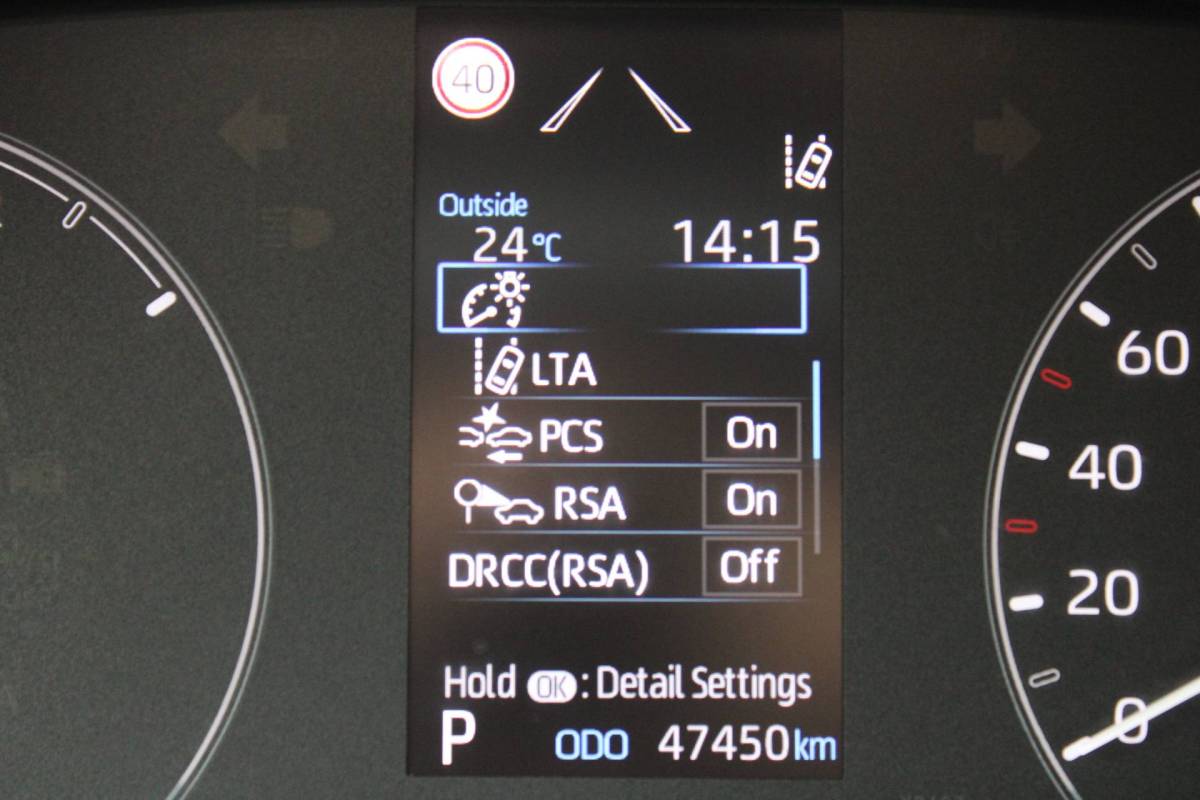 40
Outside
24°C 14:15
LTA
PCS On
RSA On
DRCC(RSA) Off
Hold OK : Detail Settings
P ODO 47450km
60
40
20
0